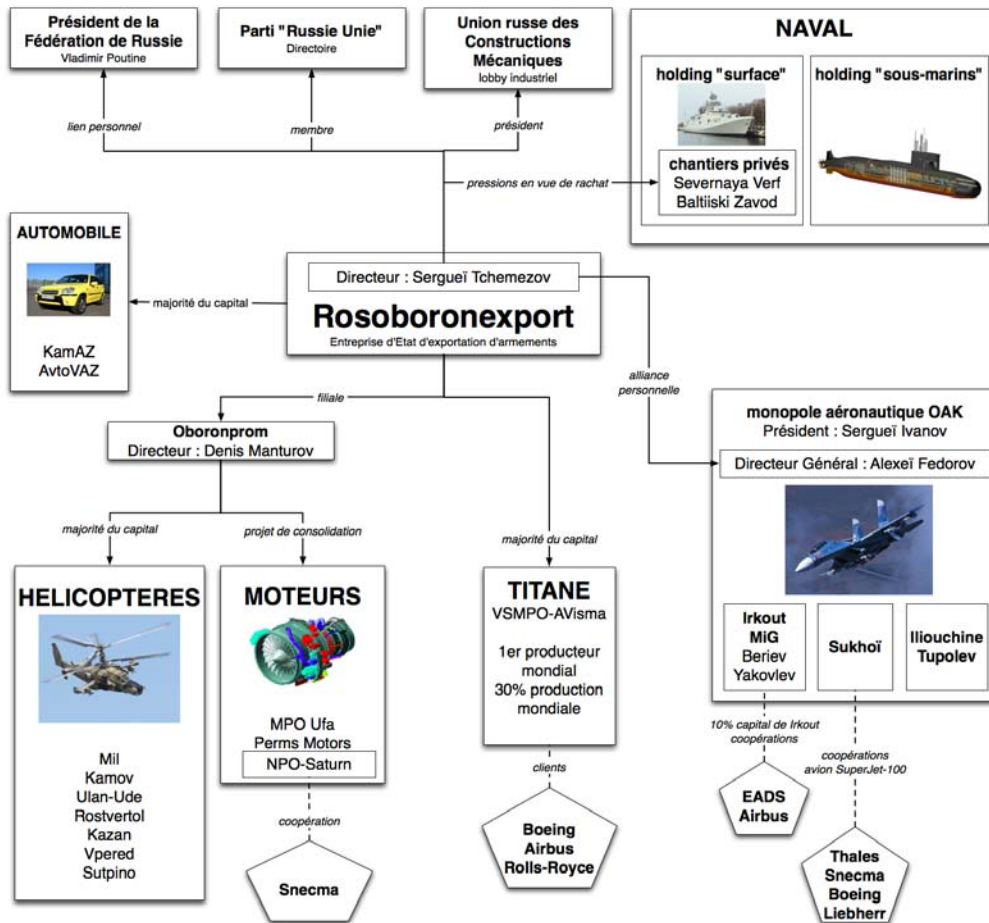 Président de la
Fédération de Russie
Vladimir Poutine
Parti "Russie Unie"
Directoire
Union russe des
Constructions
Mécaniques
lobby industriel
NAVAL
holding "surface"
holding "sous-marins"
chantiers privés
Severnaya Verf
Baltiiski Zavod
lien personnel
membre
président
pressions en vue de rachat
AUTOMOBILE
KamAZ
AvtoVAZ
majorité du capital
Directeur : Sergueï Tchemezov
Rosoboronexport
Entreprise d'Etat d'exportation d'armements
alliance
personnelle
filiale
Oboronprom
Directeur : Denis Manturov
monopole aéronautique OAK
Président : Sergueï Ivanov
Directeur Général : Alexeï Fedorov
majorité du capital
projet de consolidation
majorité du capital
HELICOPTERES
Mil
Kamov
Ulan-Ude
Rostvertol
Kazan
Vpered
Sutpino
MOTEURS
MPO Ufa
Perms Motors
NPO-Saturn
coopération
Snecma
TITANE
VSMPO-AVisma
1er producteur
mondial
30% production
mondiale
clients
Boeing
Airbus
Rolls-Royce
Irkout
MiG
Beriev
Yakovlev
Sukhoï
Iliouchine
Tupolev
10% capital de Irkout
coopérations
coopérations
avion SuperJet-100
EADS
Airbus
Thales
Snecma
Boeing
Liebherr